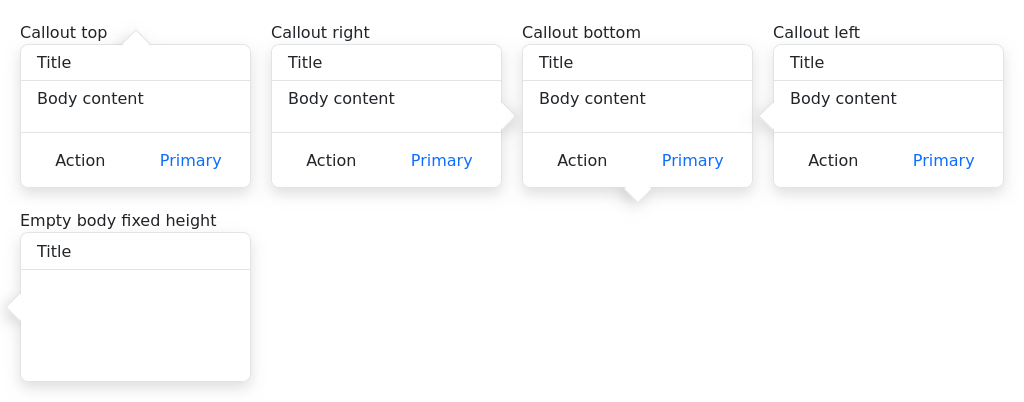 Callout top
Title
Body content
Action Primary
Callout right
Title
Body content
Action Primary
Callout bottom
Title
Body content
Action Primary
Callout left
Title
Body content
Action Primary
Empty body fixed height
Title